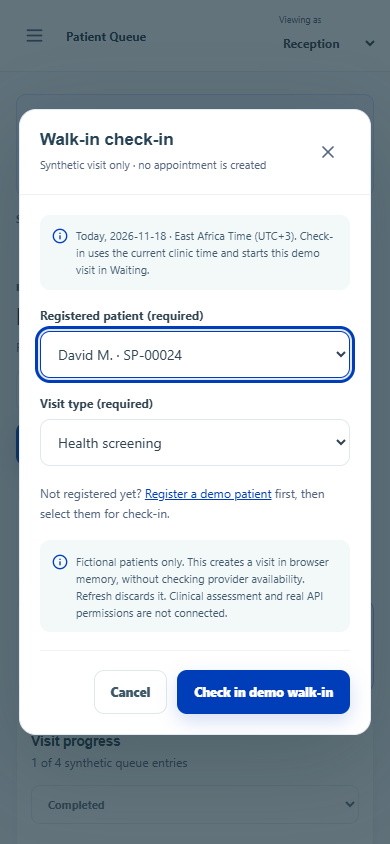 Viewing as
Patient Queue
Reception
Walk-in check-in
Synthetic visit only · no appointment is created
Today, 2026-11-18 · East Africa Time (UTC+3). Check-
in uses the current clinic time and starts this demo
visit in Waiting.
Registered patient (required)
David M. · SP-00024
Visit type (required)
Health screening
Not registered yet? Register a demo patient first, then
select them for check-in.
Fictional patients only. This creates a visit in browser
memory, without checking provider availability.
Refresh discards it. Clinical assessment and real API
permissions are not connected.
Cancel
Check in demo walk-in
Visit progress
1 of 4 synthetic queue entries
Completed